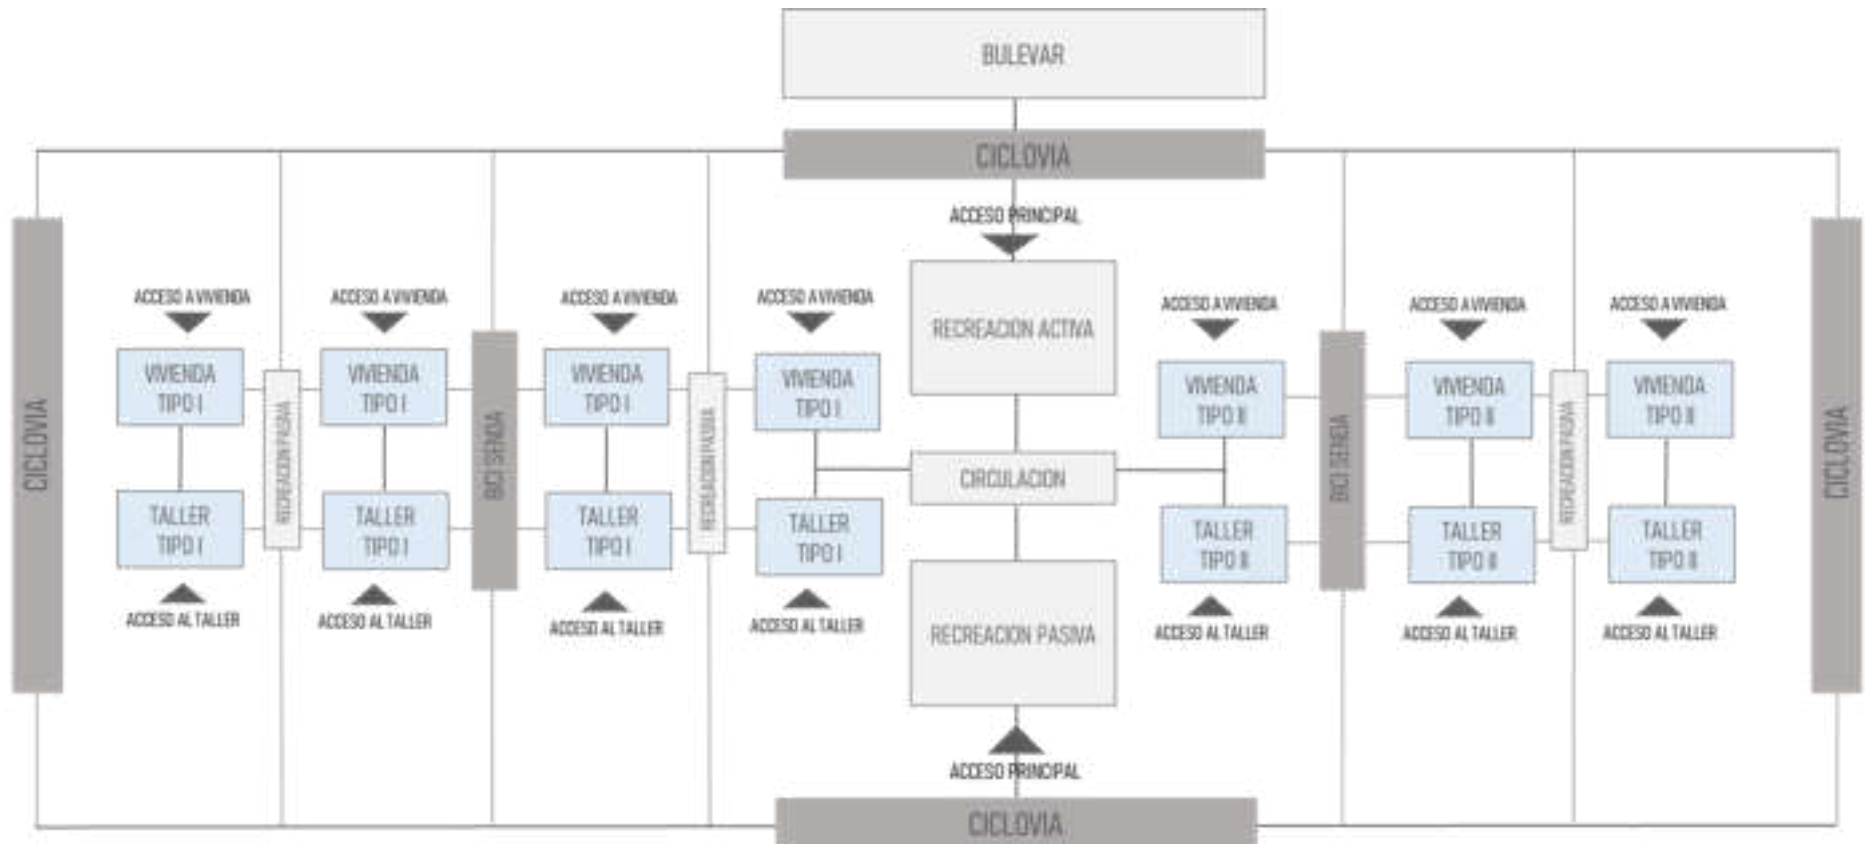 BULEVAR
CICLOVIA
ACCESO PRINCIPAL
ACCESO A VIVIENDA
ACCESO A VIVIENDA
ACCESO A VIVIENDA
ACCESO A VIVIENDA
ACCESO A VIVIENDA
ACCESO A VIVIENDA
ACCESO A VIVIENDA
RECREACION ACTIVA
VIVIENDA
TIPO I
VIVIENDA
TIPO I
VIVIENDA
TIPO I
VIVIENDA
TIPO I
VIVIENDA
TIPO II
VIVIENDA
TIPO II
VIVIENDA
TIPO II
CICLOVIA
RECREACION PASIVA
BICI SENDA
RECREACION PASIVA
CIRCULACION
BICI SENDA
RECREACION PASIVA
CICLOVIA
TALLER
TIPO I
TALLER
TIPO I
TALLER
TIPO I
TALLER
TIPO I
TALLER
TIPO II
TALLER
TIPO II
TALLER
TIPO II
ACCESO AL TALLER
ACCESO AL TALLER
ACCESO AL TALLER
ACCESO AL TALLER
RECREACION PASIVA
ACCESO AL TALLER
ACCESO AL TALLER
ACCESO AL TALLER
ACCESO PRINCIPAL
CICLOVIA